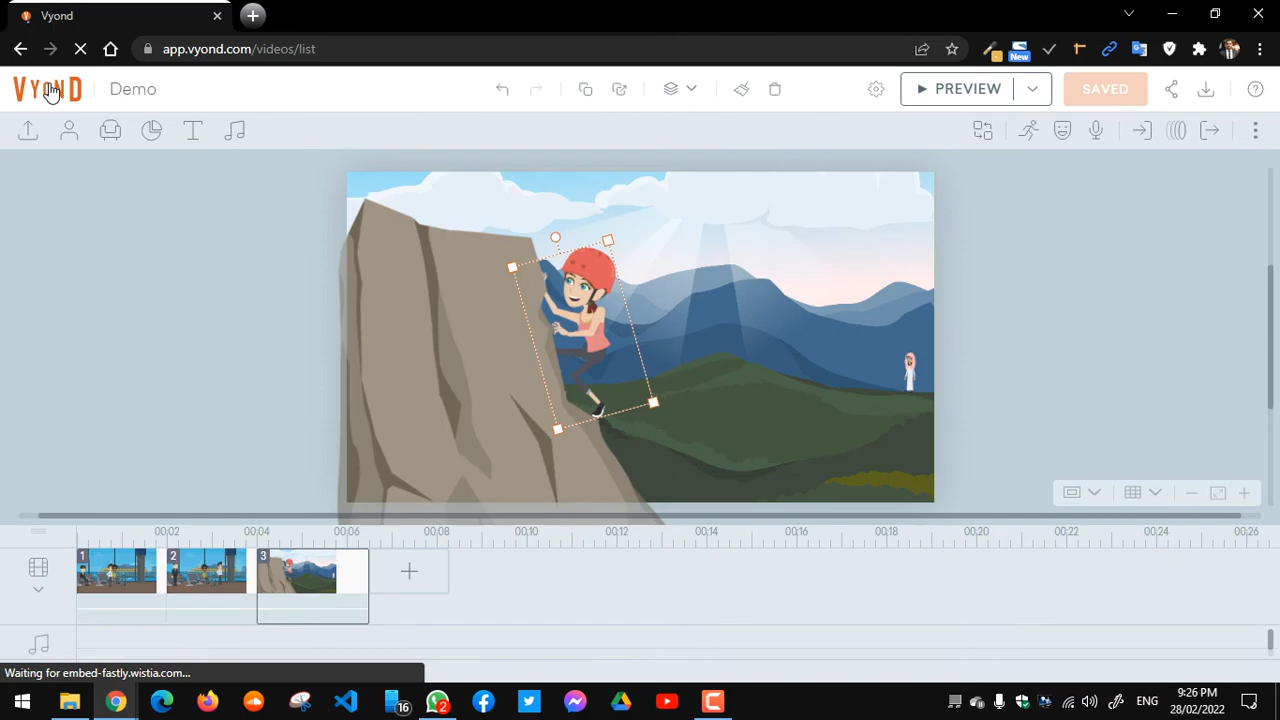 Vyond
app.vyond.com/videos/list
New
VYOND
Demo
PREVIEW
SAVED
00:02
00:04
00:06
00:08
00:10
00:12
00:14
00:16
00:18
00:20
00:22
00:24
00:26
1
2
3
Waiting for embed-fastly.wistia.com...
16
2
ENG
9:26 PM
28/02/2022